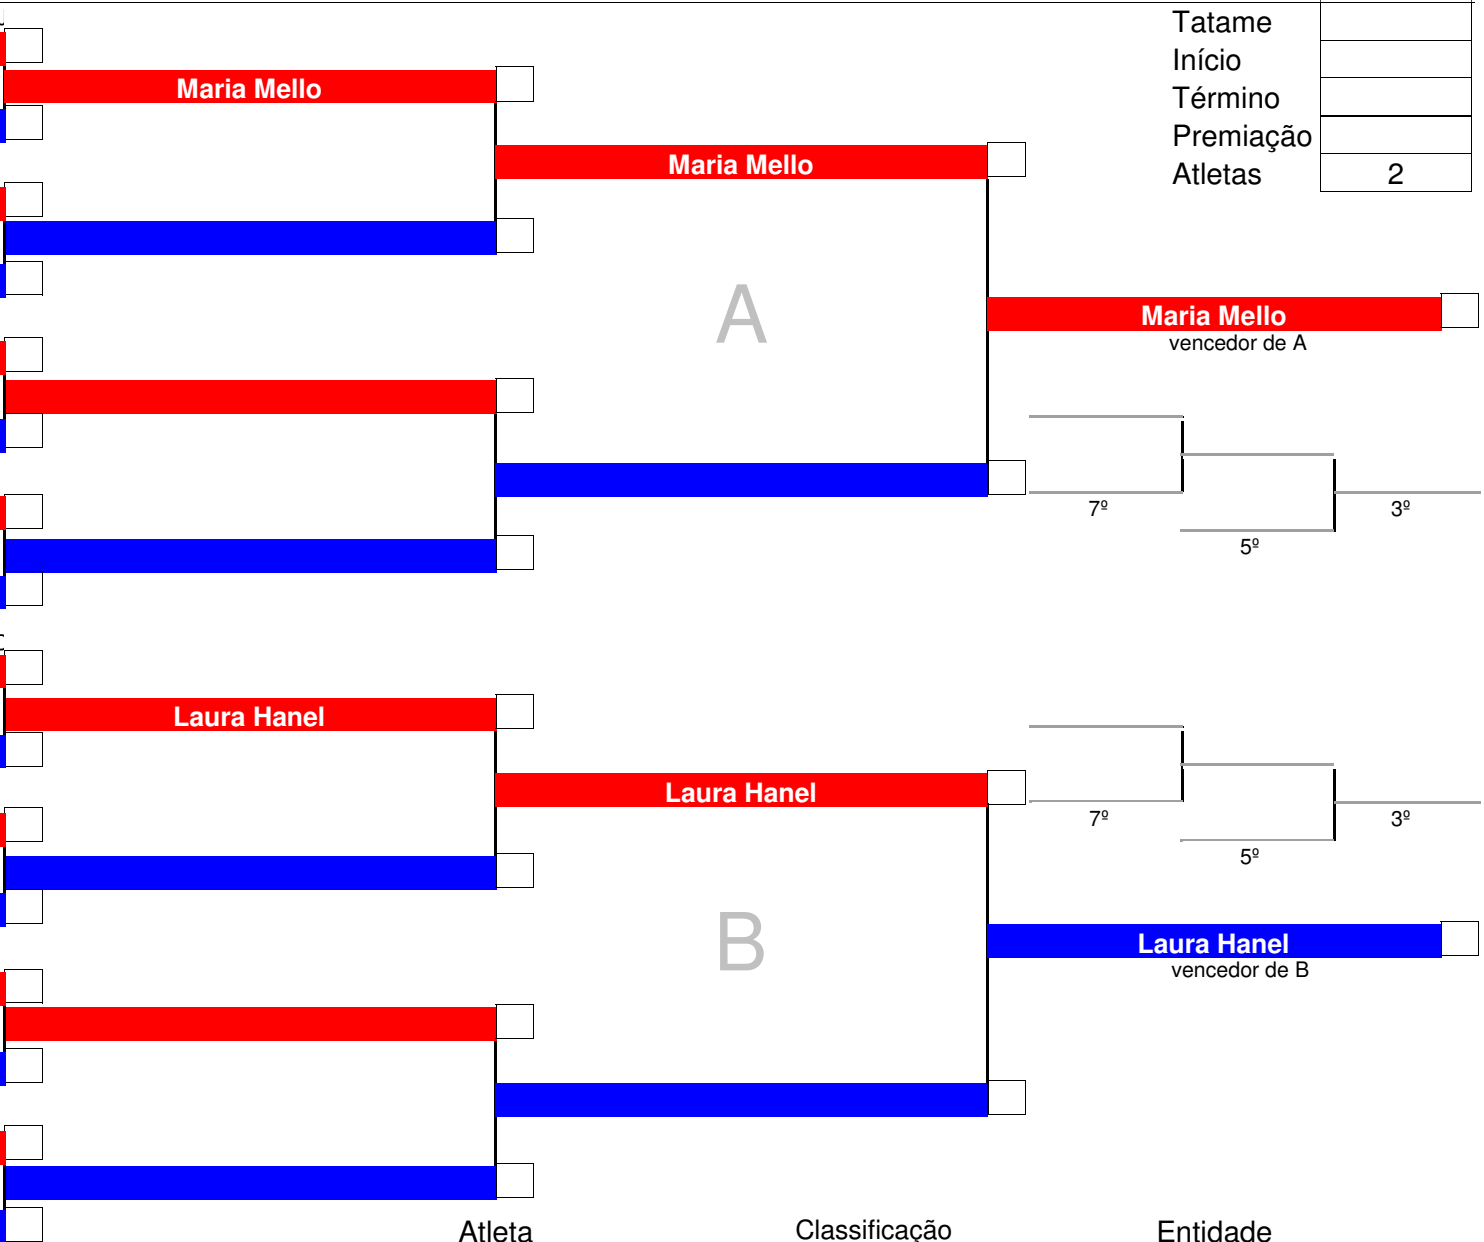 Tatame
Início
Maria Mello
Término
Premiação
Maria Mello
Atletas 2
A
Maria Mello
vencedor de A
7º
3º
5º
Laura Hanel
Laura Hanel
7º
3º
5º
B
Laura Hanel
vencedor de B
Atleta Classificação Entidade